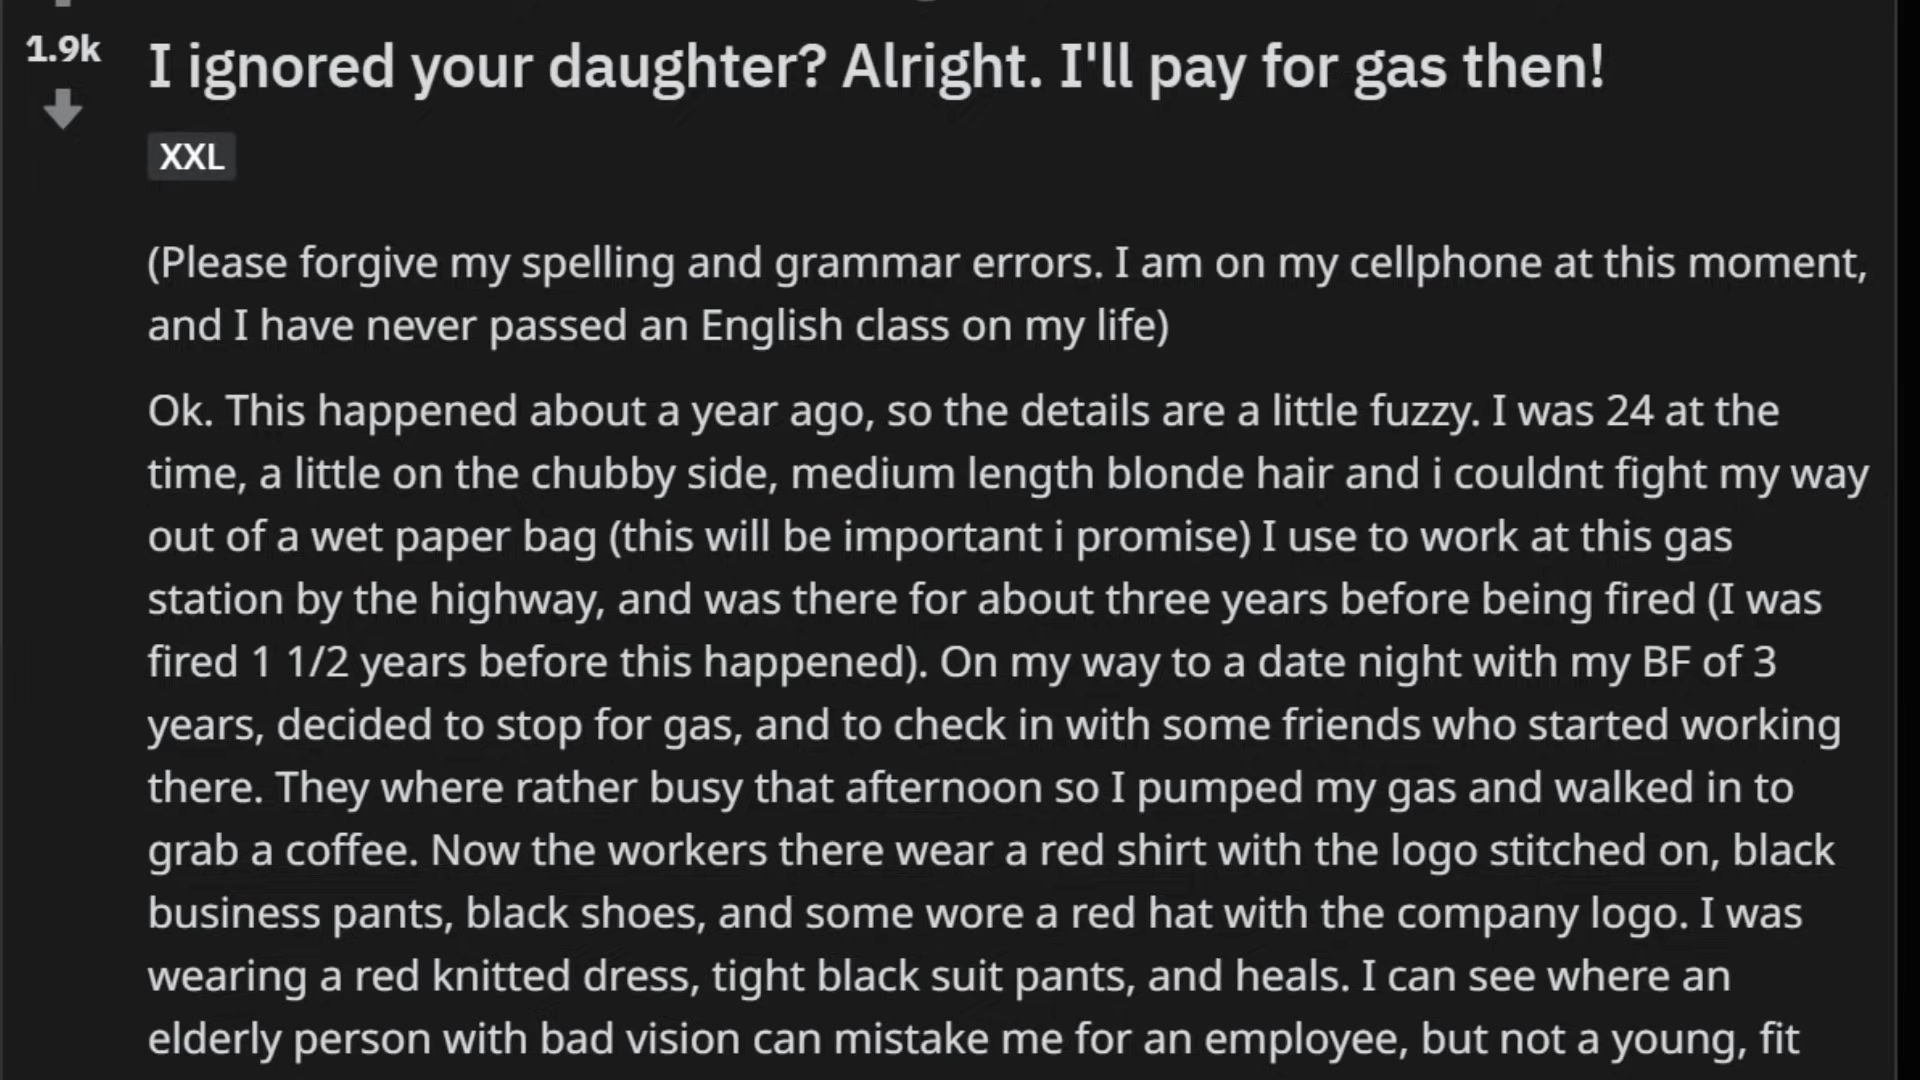 1.9k
I ignored your daughter? Alright. I'll pay for gas then!
XXL
(Please forgive my spelling and grammar errors. I am on my cellphone at this moment,
and I have never passed an English class on my life)
Ok. This happened about a year ago, so the details are a little fuzzy. I was 24 at the
time, a little on the chubby side, medium length blonde hair and i couldnt fight my way
out of a wet paper bag (this will be important i promise) I use to work at this gas
station by the highway, and was there for about three years before being fired (I was
fired 1 1/2 years before this happened). On my way to a date night with my BF of 3
years, decided to stop for gas, and to check in with some friends who started working
there. They where rather busy that afternoon so I pumped my gas and walked in to
grab a coffee. Now the workers there wear a red shirt with the logo stitched on, black
business pants, black shoes, and some wore a red hat with the company logo. I was
wearing a red knitted dress, tight black suit pants, and heals. I can see where an
elderly person with bad vision can mistake me for an employee, but not a young, fit